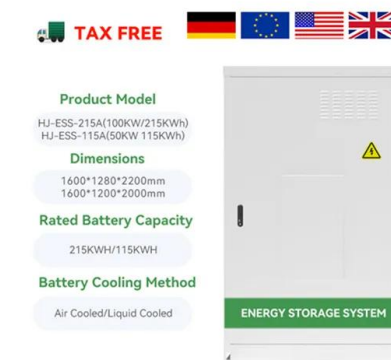 TAX FREE
Product Model
HJ-ESS-215A(100KW/215KWh)
HJ-ESS-115A(50KW 115KWh)
Dimensions
1600*1280*2200mm
1600*1200*2000mm
Rated Battery Capacity
215KWH/115KWH
Battery Cooling Method
Air Cooled/Liquid Cooled
ENERGY STORAGE SYSTEM